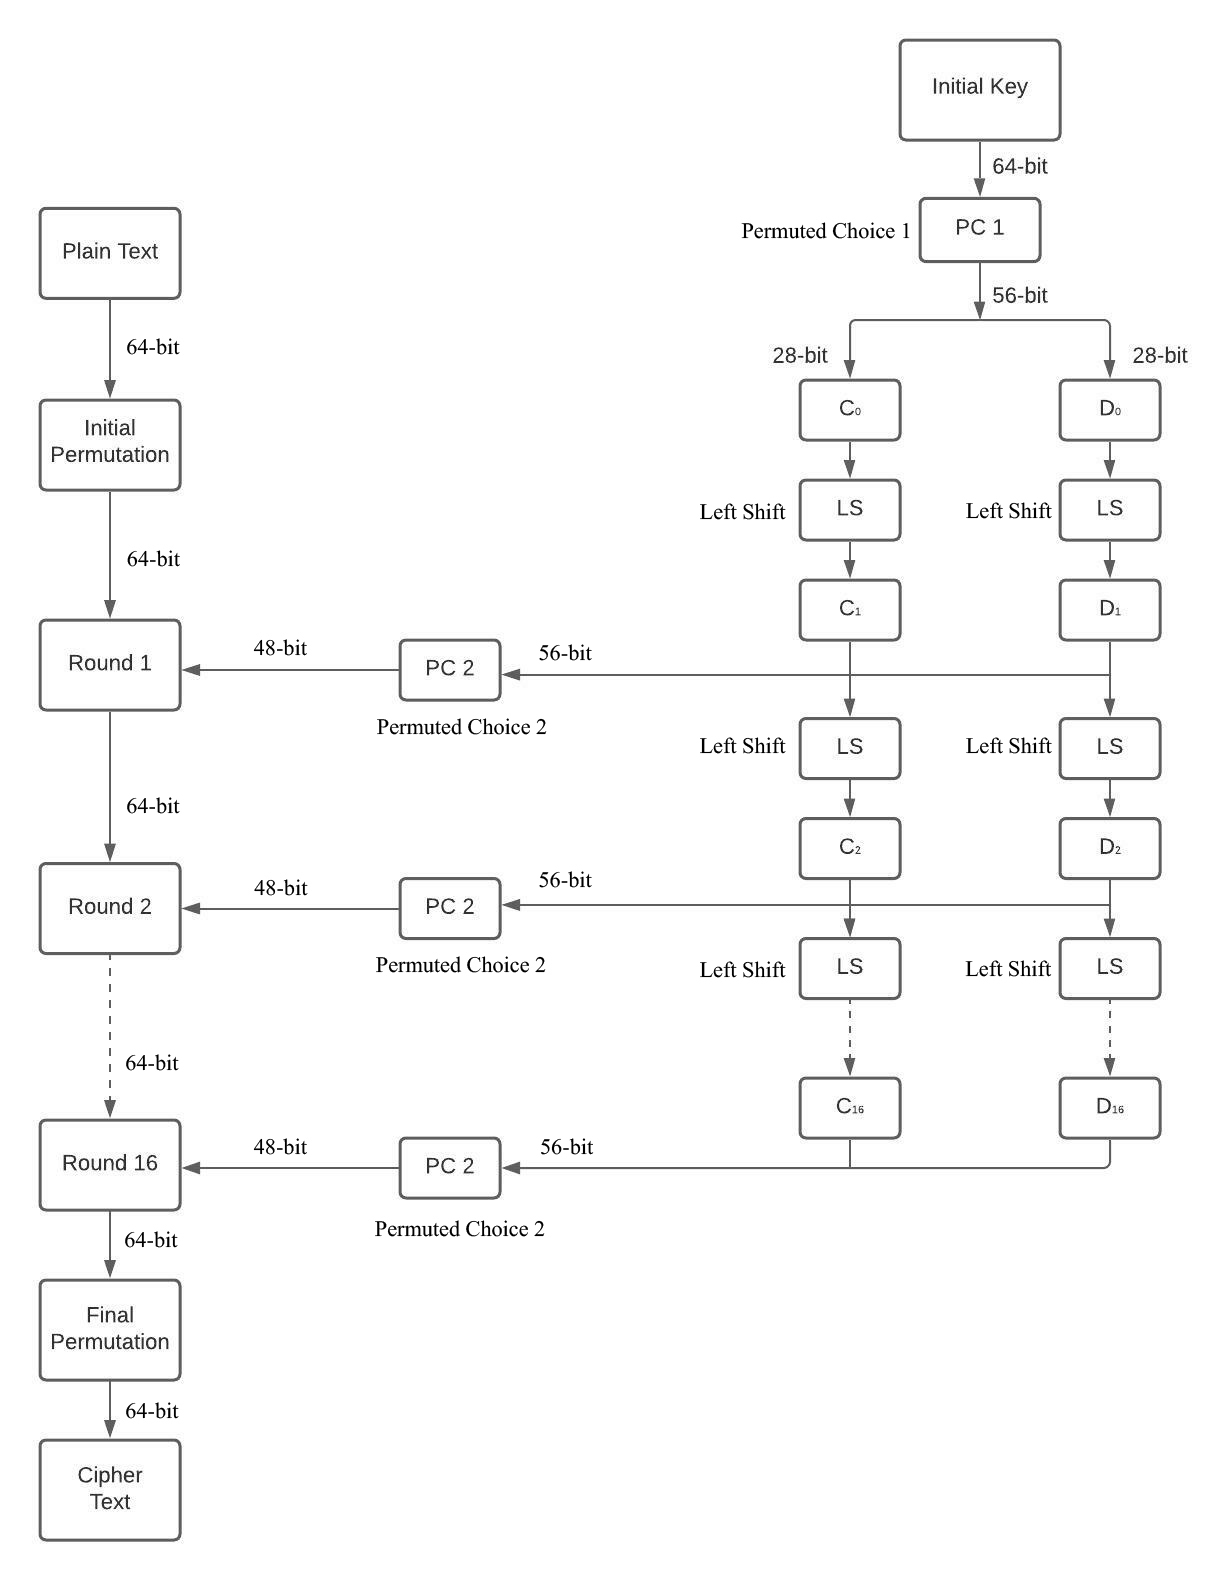 Initial Key
64-bit
Permuted Choice 1
PC 1
56-bit
28-bit
28-bit
C₀
D₀
Left Shift
LS
Left Shift
LS
C₁
D₁
Plain Text
64-bit
Initial
Permutation
64-bit
Round 1
48-bit
PC 2
56-bit
Permuted Choice 2
Left Shift
LS
Left Shift
LS
64-bit
C₂
D₂
Round 2
48-bit
PC 2
56-bit
Permuted Choice 2
Left Shift
LS
Left Shift
LS
64-bit
C₁₆
D₁₆
Round 16
48-bit
PC 2
56-bit
Permuted Choice 2
64-bit
Final
Permutation
64-bit
Cipher
Text